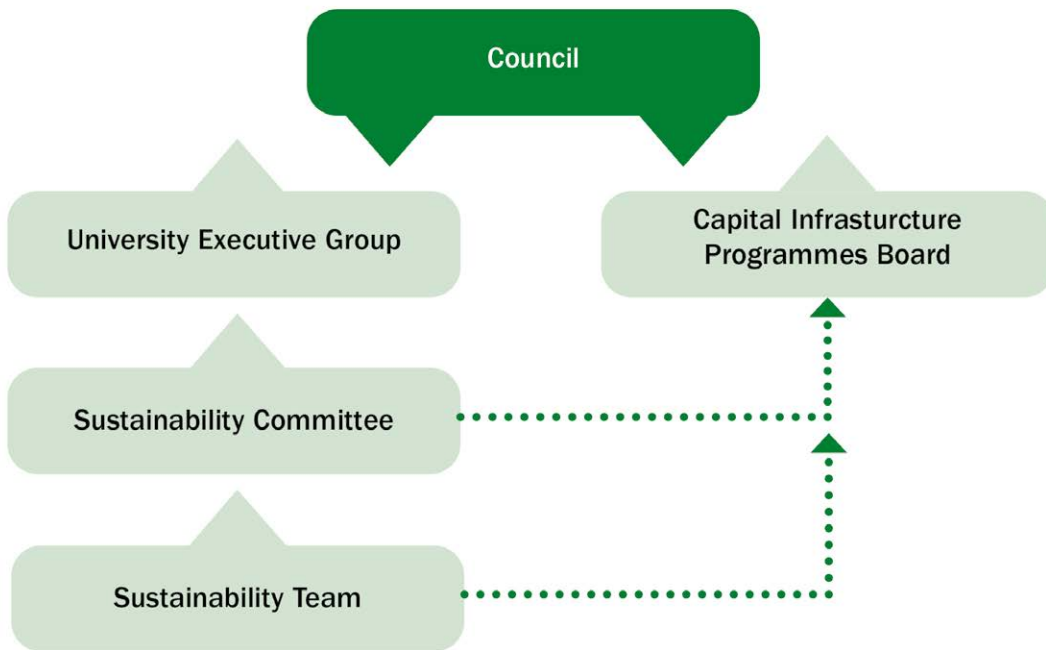 Council
University Executive Group
Capital Infrasturcture
Programmes Board
Sustainability Committee
Sustainability Team